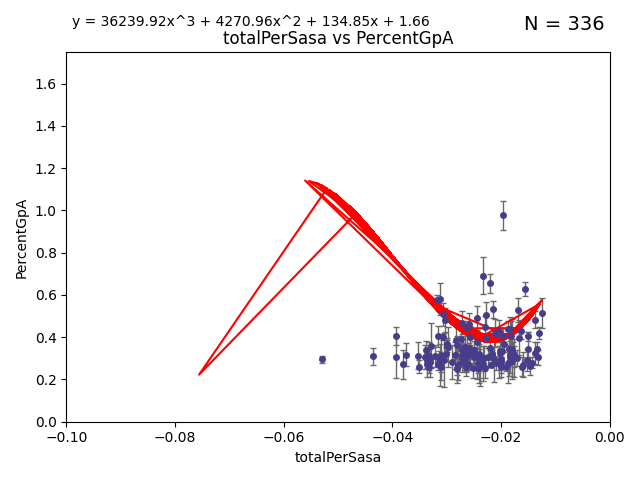 y = 36239.92x^3 + 4270.96x^2 + 134.85x + 1.66
N = 336
totalPerSasa vs PercentGpA
1.6
1.4
1.2
1.0
0.8
0.6
0.4
0.2
0.0
PercentGpA
−0.10 −0.08 −0.06 −0.04 −0.02 0.00
totalPerSasa